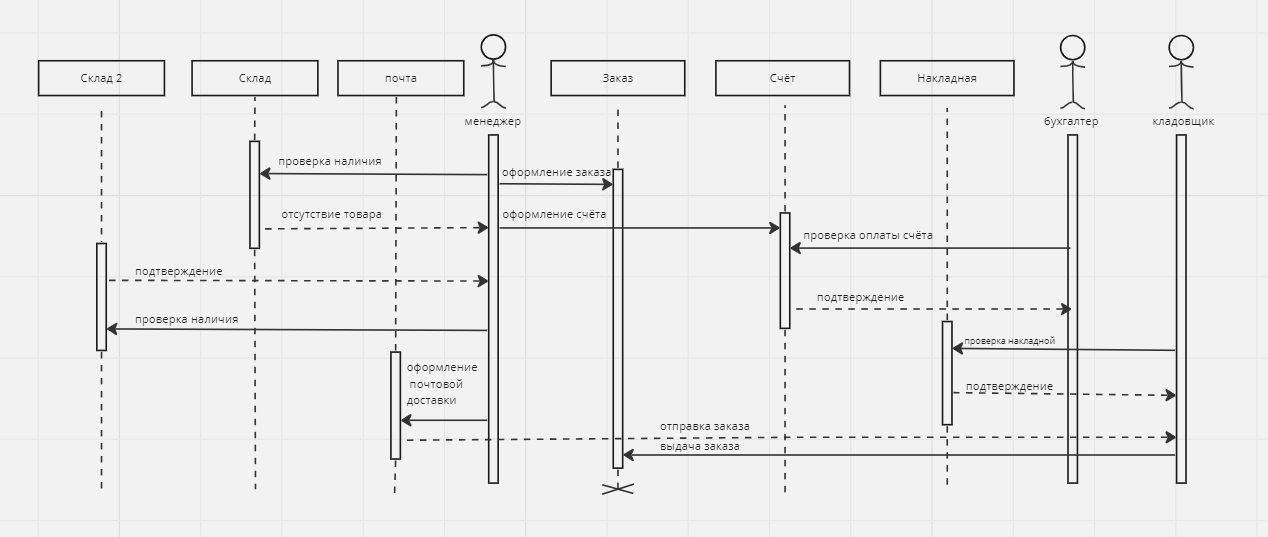 Склад 2
Склад
почта
Заказ
Счёт
Накладная
менеджер
бухгалтер
кладовщик
проверка наличия
оформление заказа
отсутствие товара
оформление счёта
проверка оплаты счёта
подтверждение
подтверждение
проверка наличия
проверка накладной
оформление
почтовой
доставки
подтверждение
отправка заказа
выдача заказа